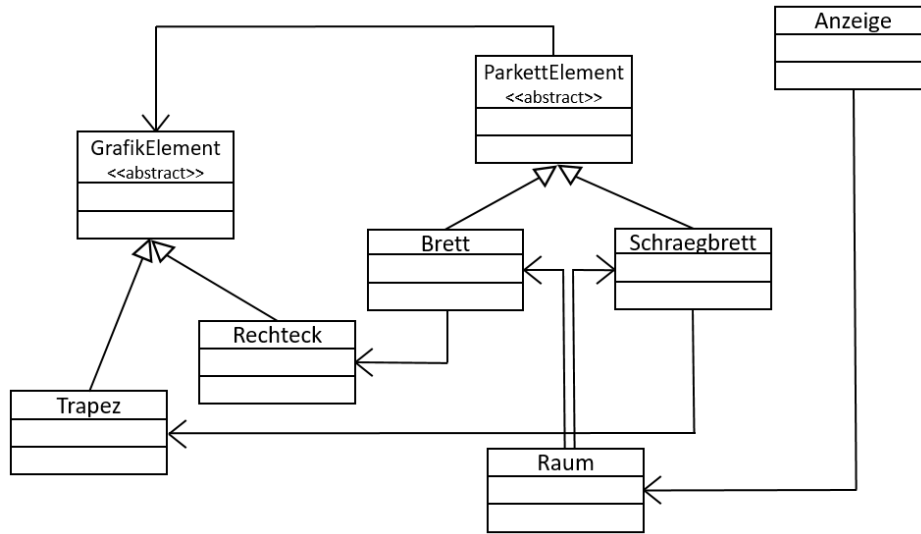 Anzeige
ParkettElement
<<abstract>>
GrafikElement
<<abstract>>
Brett
Schraegbrett
Rechteck
Trapez
Raum